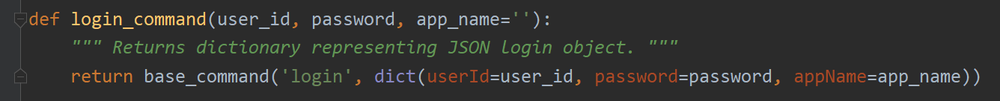 def login_command(user_id, password, app_name=''):
""" Returns dictionary representing JSON login object. """
return base_command('login', dict(userId=user_id, password=password, appName=app_name))